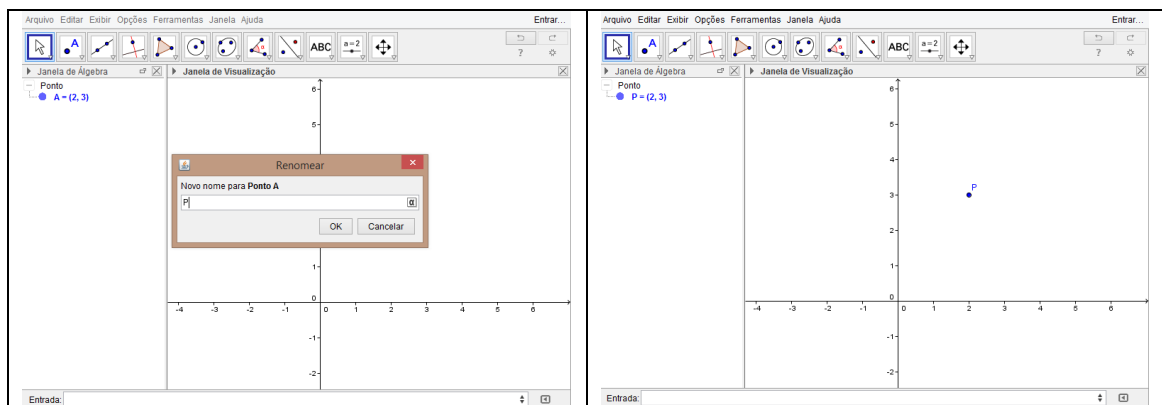 Arquivo Editar Exibir Opções Ferramentas Janela Ajuda Entrar...
A ABC a=2
?
Janela de Álgebra Janela de Visualização
Ponto
A = (2, 3)
6
5
Renomear
Novo nome para Ponto A
P α
OK Cancelar
1
0
-4 -3 -2 -1 0 1 2 3 4 5 6
-1
-2
Entrada:
Arquivo Editar Exibir Opções Ferramentas Janela Ajuda Entrar...
A ABC a=2
?
Janela de Álgebra Janela de Visualização
Ponto
P = (2, 3)
6
5
4
P
3
2
1
0
-4 -3 -2 -1 0 1 2 3 4 5 6
-1
-2
Entrada: